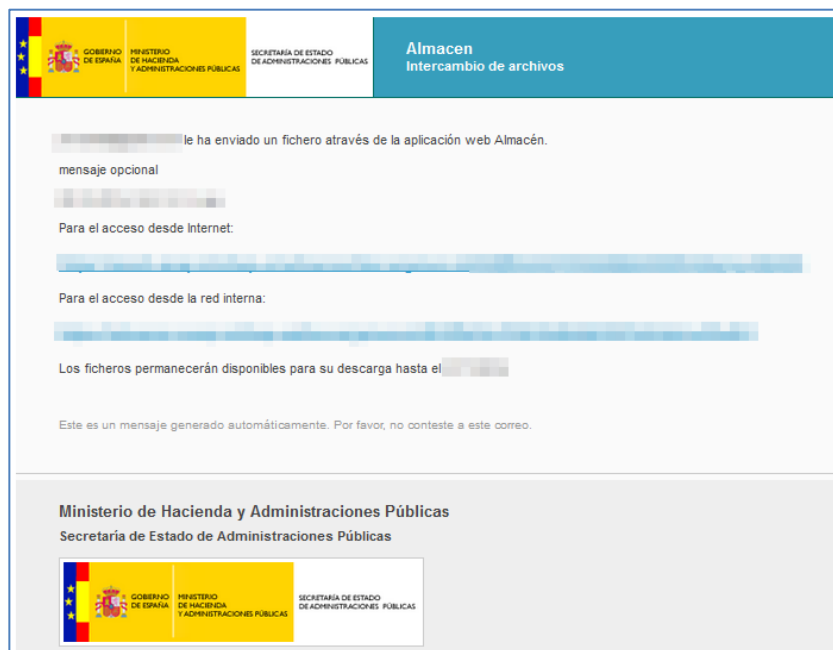 GOBIERNO
DE ESPAÑA
MINISTERIO
DE HACIENDA
Y ADMINISTRACIONES PÚBLICAS
SECRETARÍA DE ESTADO
DE ADMINISTRACIONES PÚBLICAS
Almacen
Intercambio de archivos
le ha enviado un fichero através de la aplicación web Almacén.
mensaje opcional
Para el acceso desde Internet:
Para el acceso desde la red interna:
Los ficheros permanecerán disponibles para su descarga hasta el
Este es un mensaje generado automáticamente. Por favor, no conteste a este correo.
Ministerio de Hacienda y Administraciones Públicas
Secretaría de Estado de Administraciones Públicas
GOBIERNO
DE ESPAÑA
MINISTERIO
DE HACIENDA
Y ADMINISTRACIONES PÚBLICAS
SECRETARÍA DE ESTADO
DE ADMINISTRACIONES PÚBLICAS